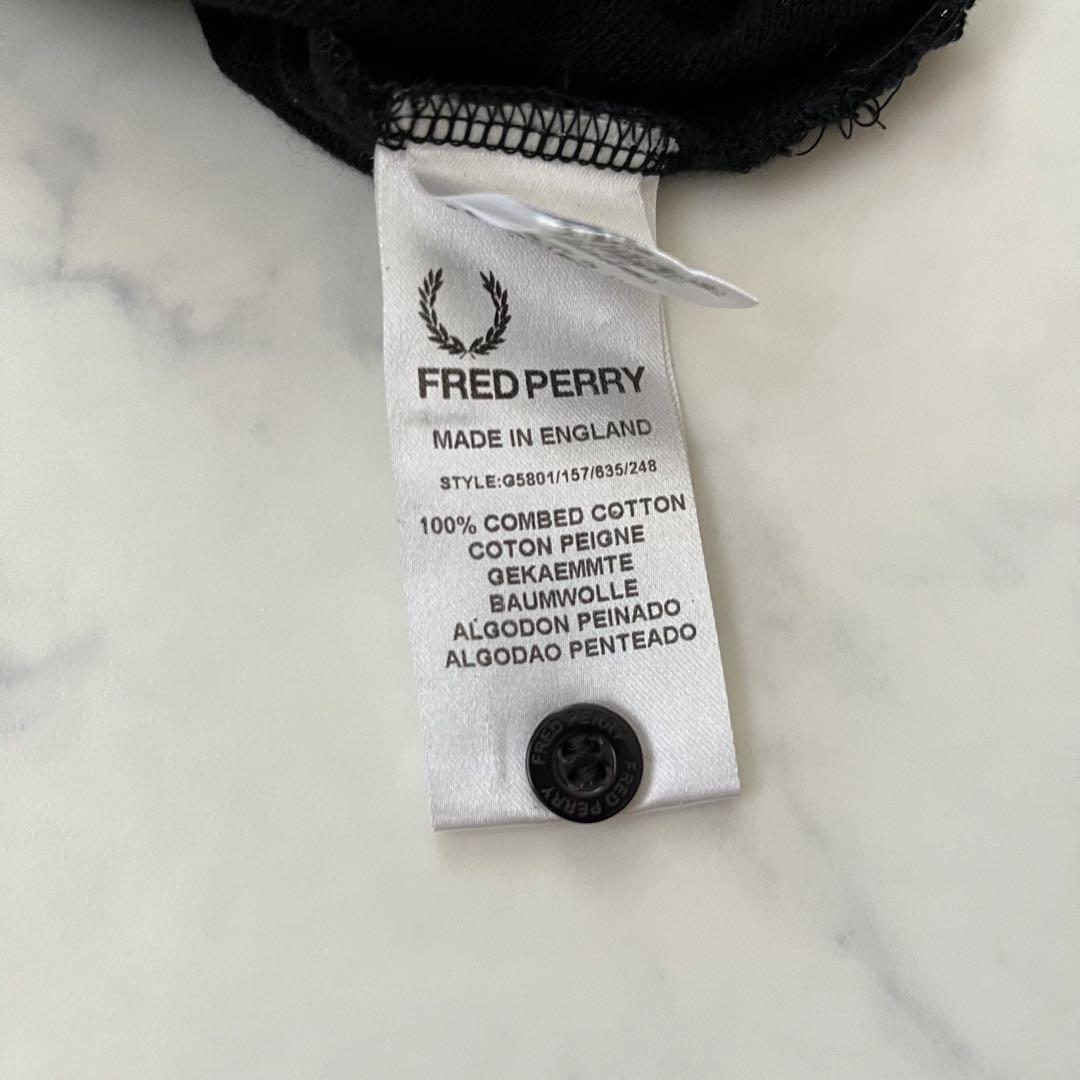 FRED PERRY
MADE IN ENGLAND
STYLE:G5801/157/635/248
100% COMBED COTTON
COTON PEIGNE
GEKAEMMTE
BAUMWOLLE
ALGODON PEINADO
ALGODAO PENTEADO
FRED PERRY
FRED PERRY